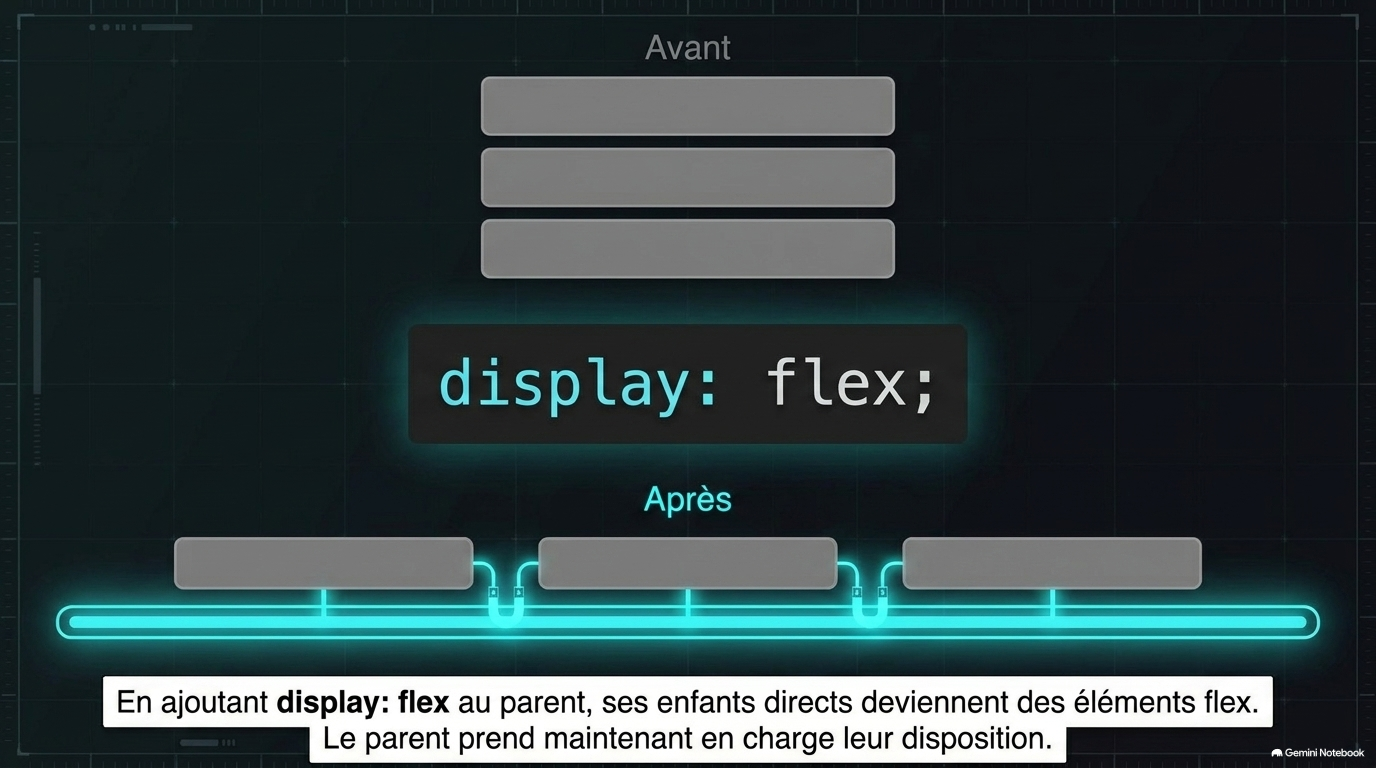 Avant
display: flex;
Après
En ajoutant display: flex au parent, ses enfants directs deviennent des éléments flex.
Le parent prend maintenant en charge leur disposition.
Gemini Notebook